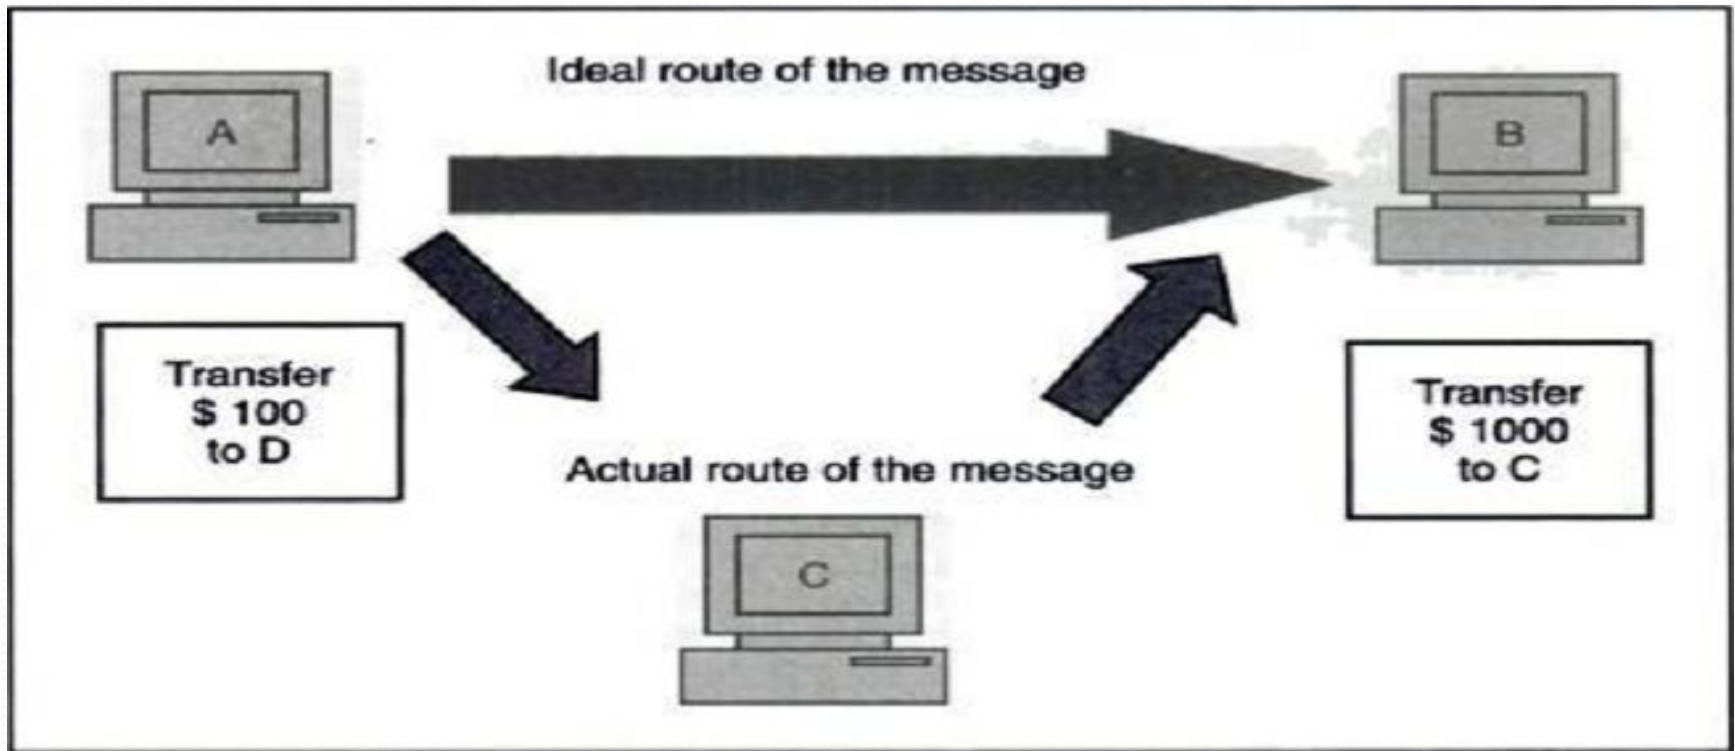 Ideal route of the message
A
B
Transfer
$ 100
to D
Transfer
$ 1000
to C
Actual route of the message
C